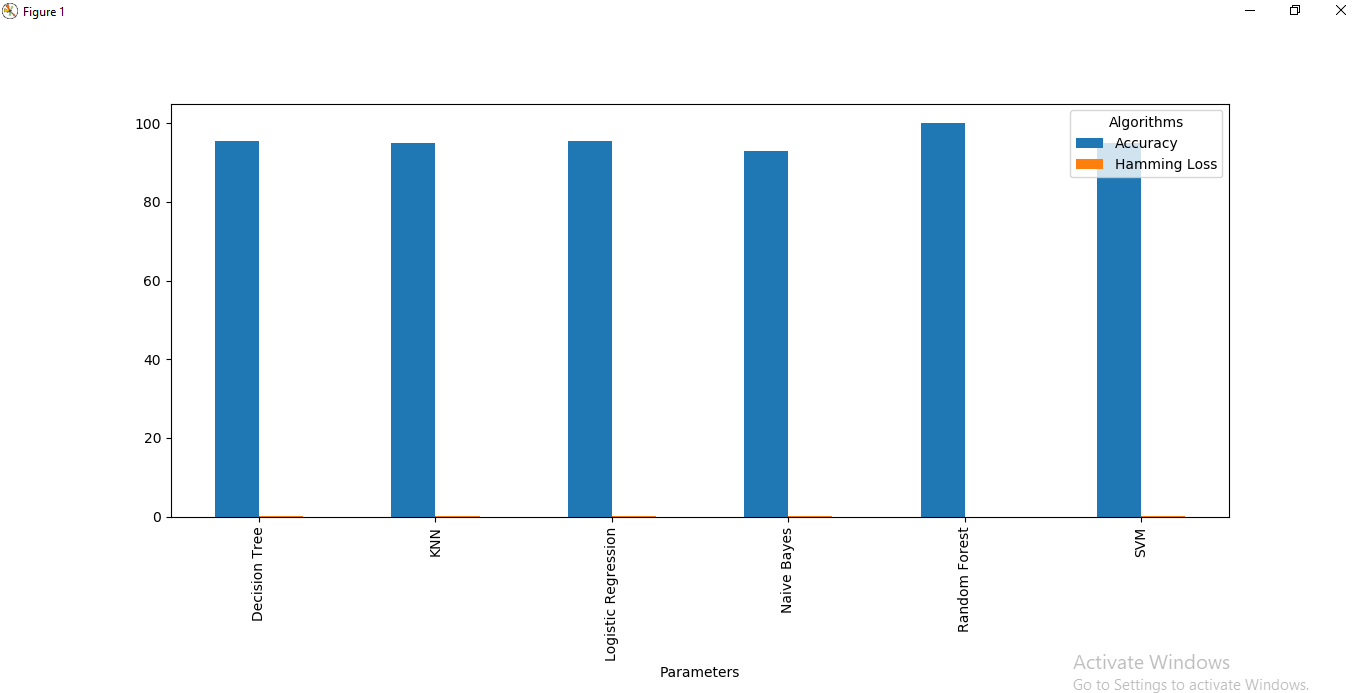 Figure 1
100
80
60
40
20
0
Algorithms
Accuracy
Hamming Loss
Decision Tree
KNN
Logistic Regression
Naive Bayes
Random Forest
SVM
Parameters
Activate Windows
Go to Settings to activate Windows.